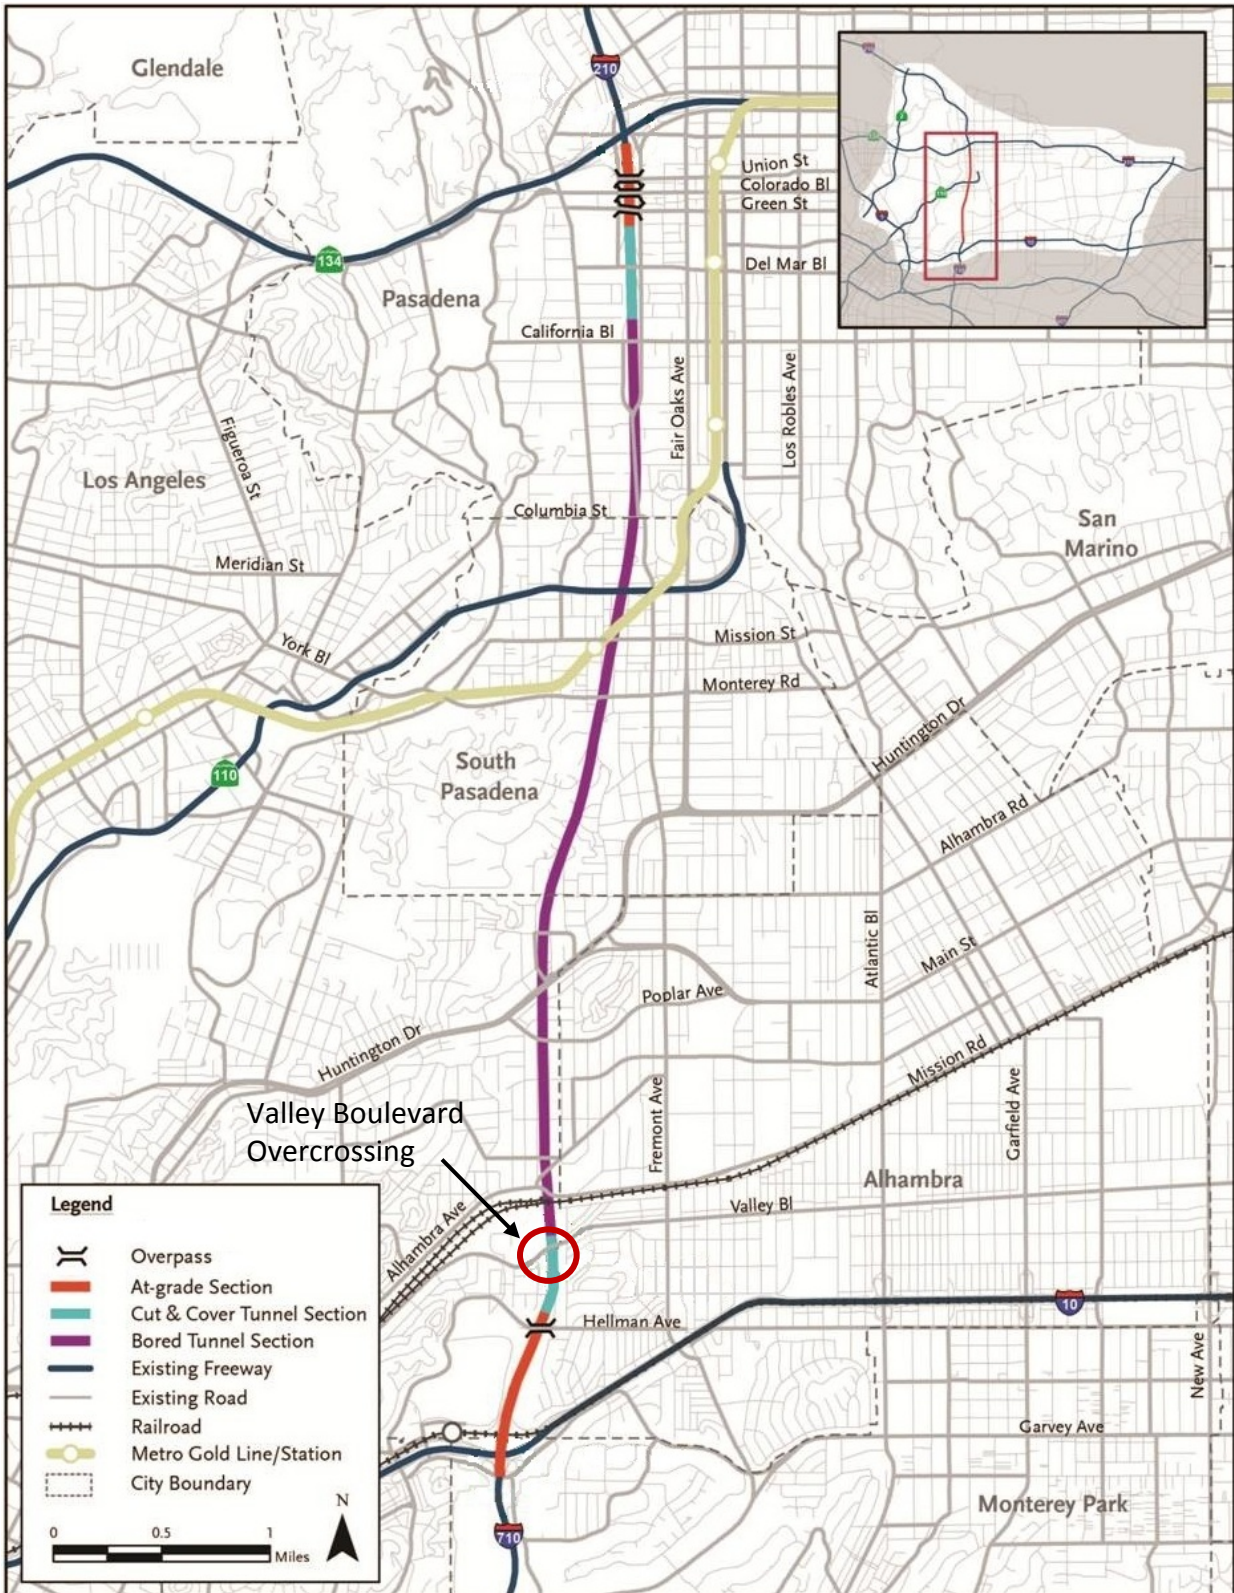 Glendale
210
Union St
Colorado Bl
Green St
134
Del Mar Bl
Pasadena
California Bl
Fair Oaks Ave
Los Robles Ave
Figueroa St
Los Angeles
Columbia St
San
Marino
Meridian St
York Bl
Mission St
Monterey Rd
Huntington Dr
South
Pasadena
110
Alhambra Rd
Atlantic Bl
Main St
Poplar Ave
Huntington Dr
Mission Rd
Fremont Ave
Garfield Ave
Valley Boulevard
Overcrossing
Alhambra
Valley Bl
Alhambra Ave
10
Hellman Ave
New Ave
Garvey Ave
Monterey Park
710
Legend
Overpass
At-grade Section
Cut & Cover Tunnel Section
Bored Tunnel Section
Existing Freeway
Existing Road
Railroad
Metro Gold Line/Station
City Boundary
N
0 0.5 1
Miles